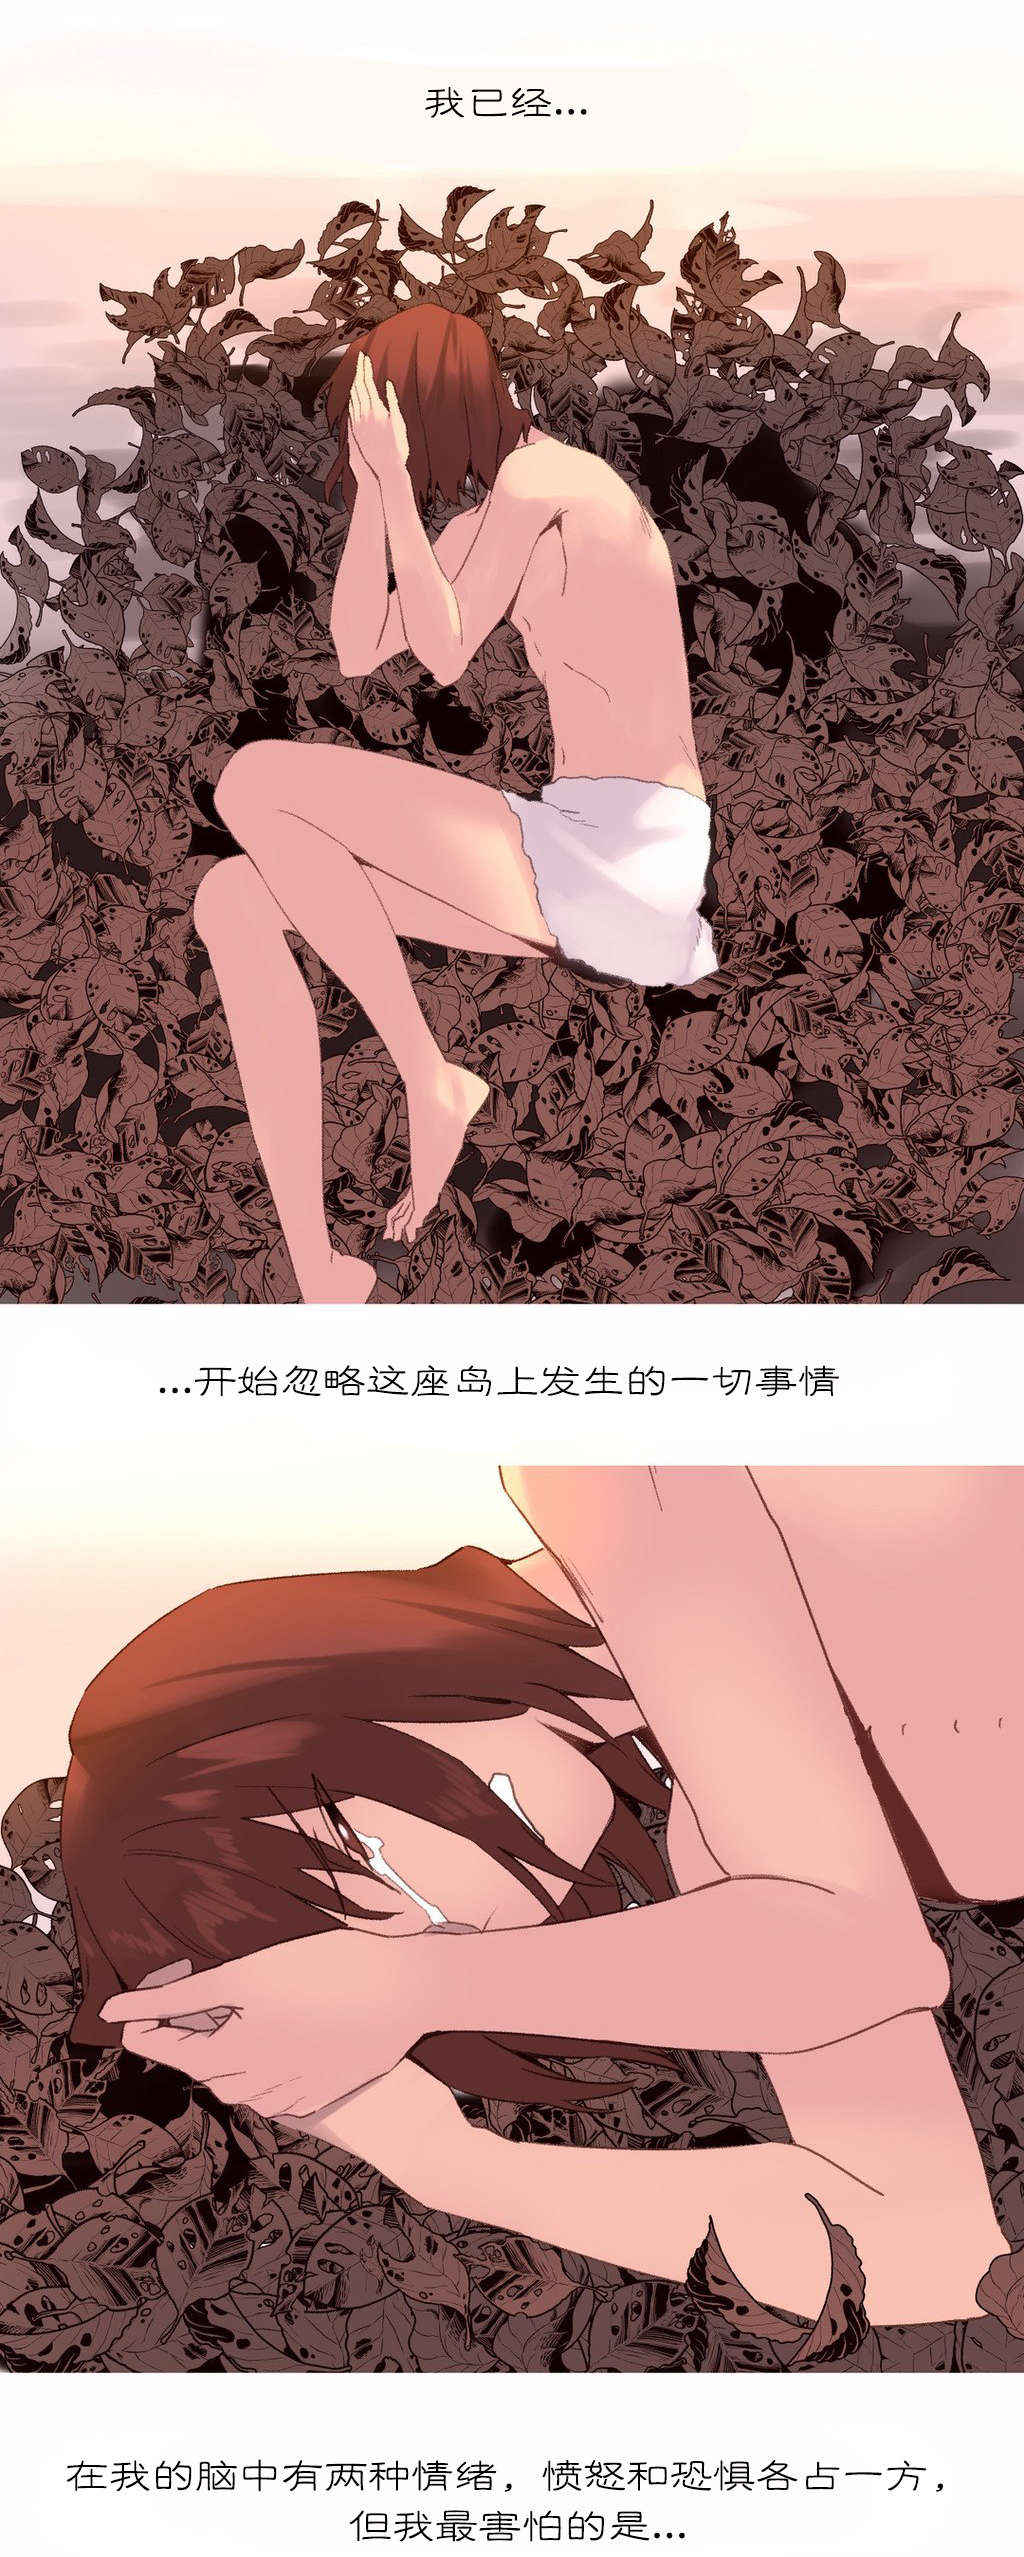 我已经...
...开始忽略这座岛上发生的一切事情
在我的脑中有两种情绪，愤怒和恐惧各占一方，
但我最害怕的是...